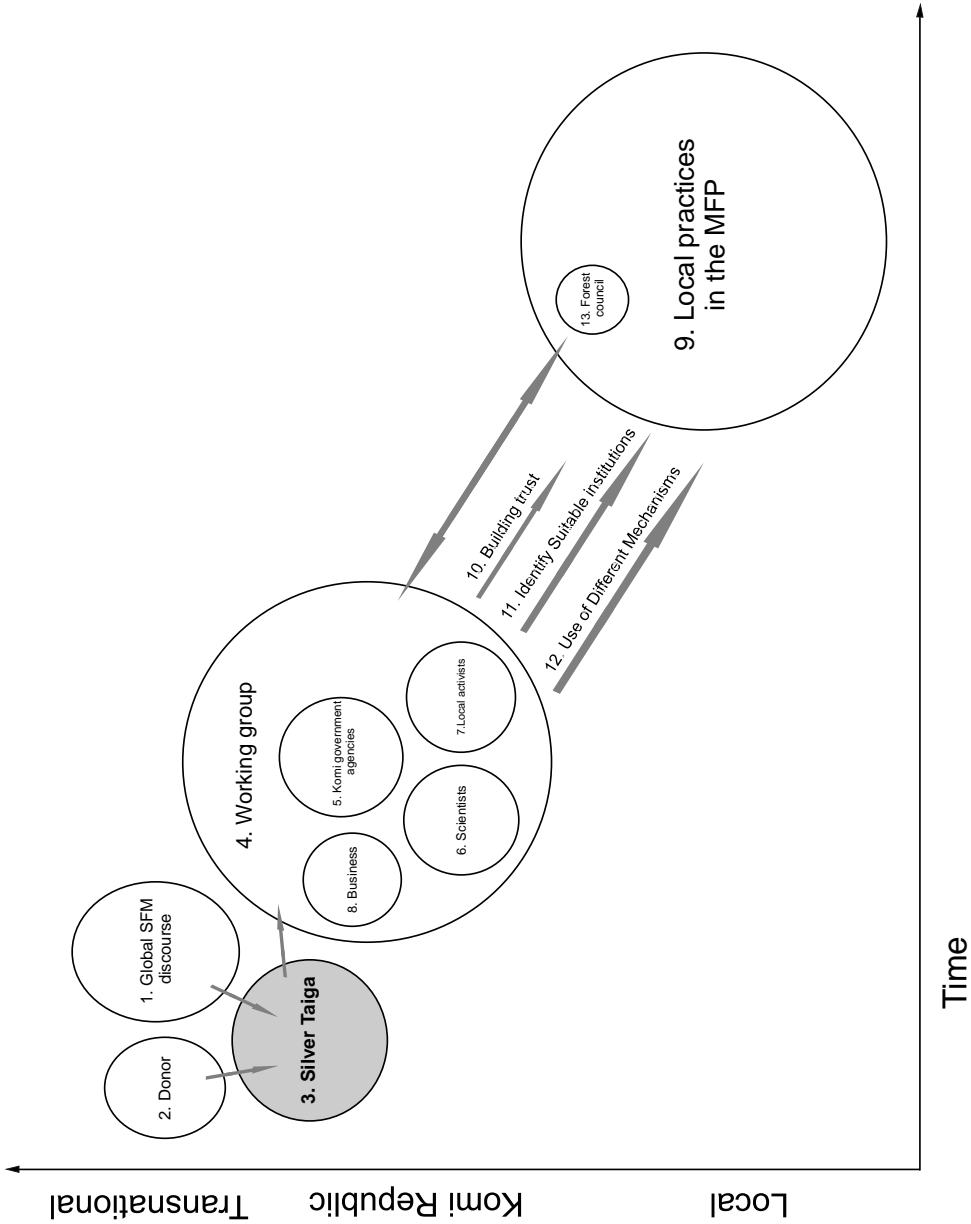 Transnational
Komi Republic
Local
Time
1. Global SFM
discourse
2. Donor
3. Silver Taiga
4. Working group
5. Komi government
agencies
6. Scientists
7.Local activists
8. Business
9. Local practices
in the MFP
10. Building trust
11. Identify Suitable institutions
12. Use of Different Mechanisms
13. Forest
council